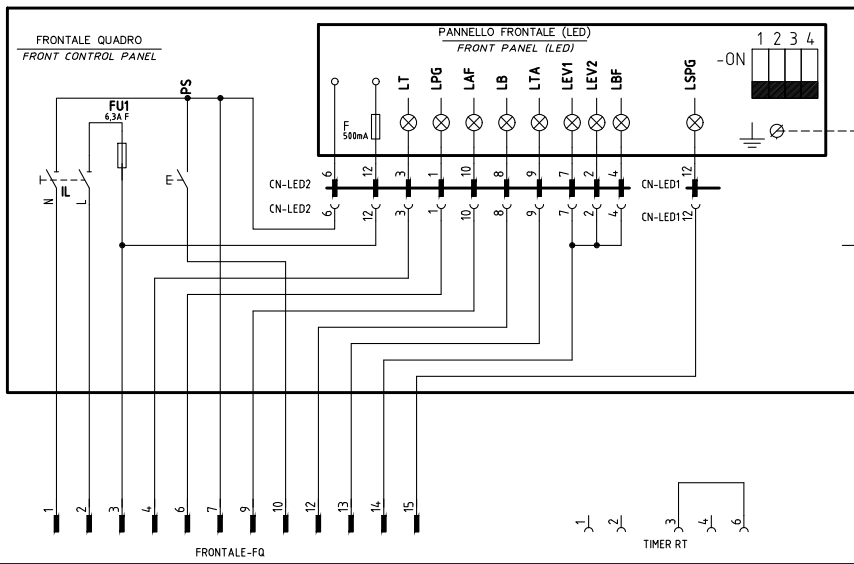 FRONTALE QUADRO
FRONT CONTROL PANEL
PANNELLO FRONTALE (LED)
FRONT PANEL (LED)
1 2 3 4
-ON
PS
FU1
6,3A F
F
500mA
LT
LPG
LAF
LB
LTA
LEV1
LEV2
LBF
LSPG
IL
N
L
CN-LED2
6 12 3 1 10 8 9 7 2 4
CN-LED1
12
CN-LED2
6 12 3 1 10 8 9 7 2 4
CN-LED1
12
1 2 3 4 6 7 9 10 12 13 14 15
FRONTALE-FQ
1 2 3 4 6
TIMER RT